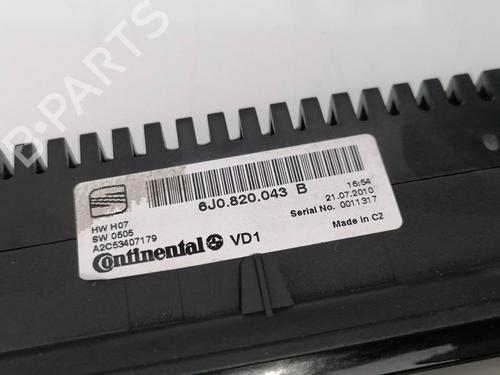 B-PARTS
6J0.820.043 B
16:54
21.07.2010
Serial No. 0011317
Made in CZ
HW H07
SW 0505
A2C53407179
Continental VD1